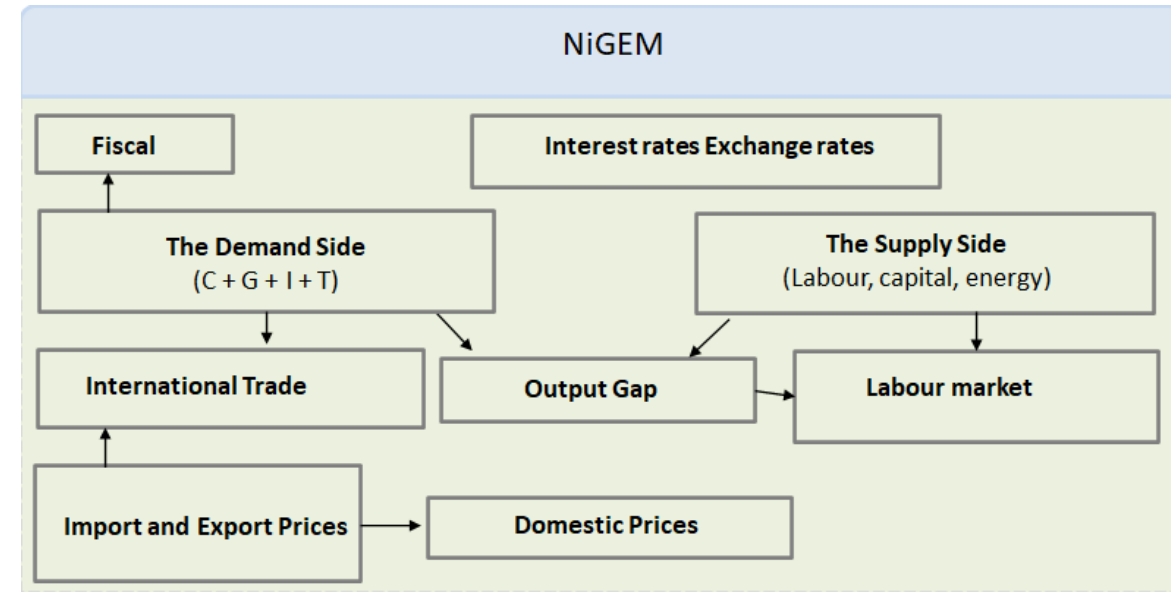 NiGEM
Fiscal
Interest rates Exchange rates
The Demand Side
(C + G + I + T)
The Supply Side
(Labour, capital, energy)
International Trade
Output Gap
Labour market
Import and Export Prices
Domestic Prices